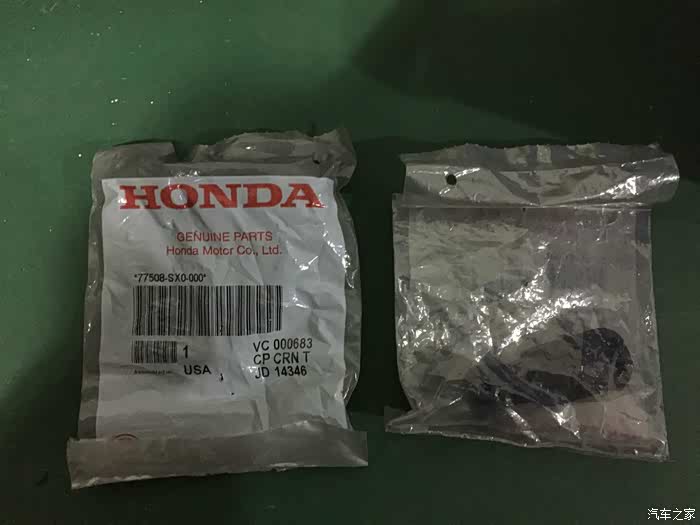 HONDA
GENUINE PARTS
Honda Motor Co., Ltd.
*77508-SX0-000*
1 VC 000683
CP CRN T
USA JD 14346
汽车之家